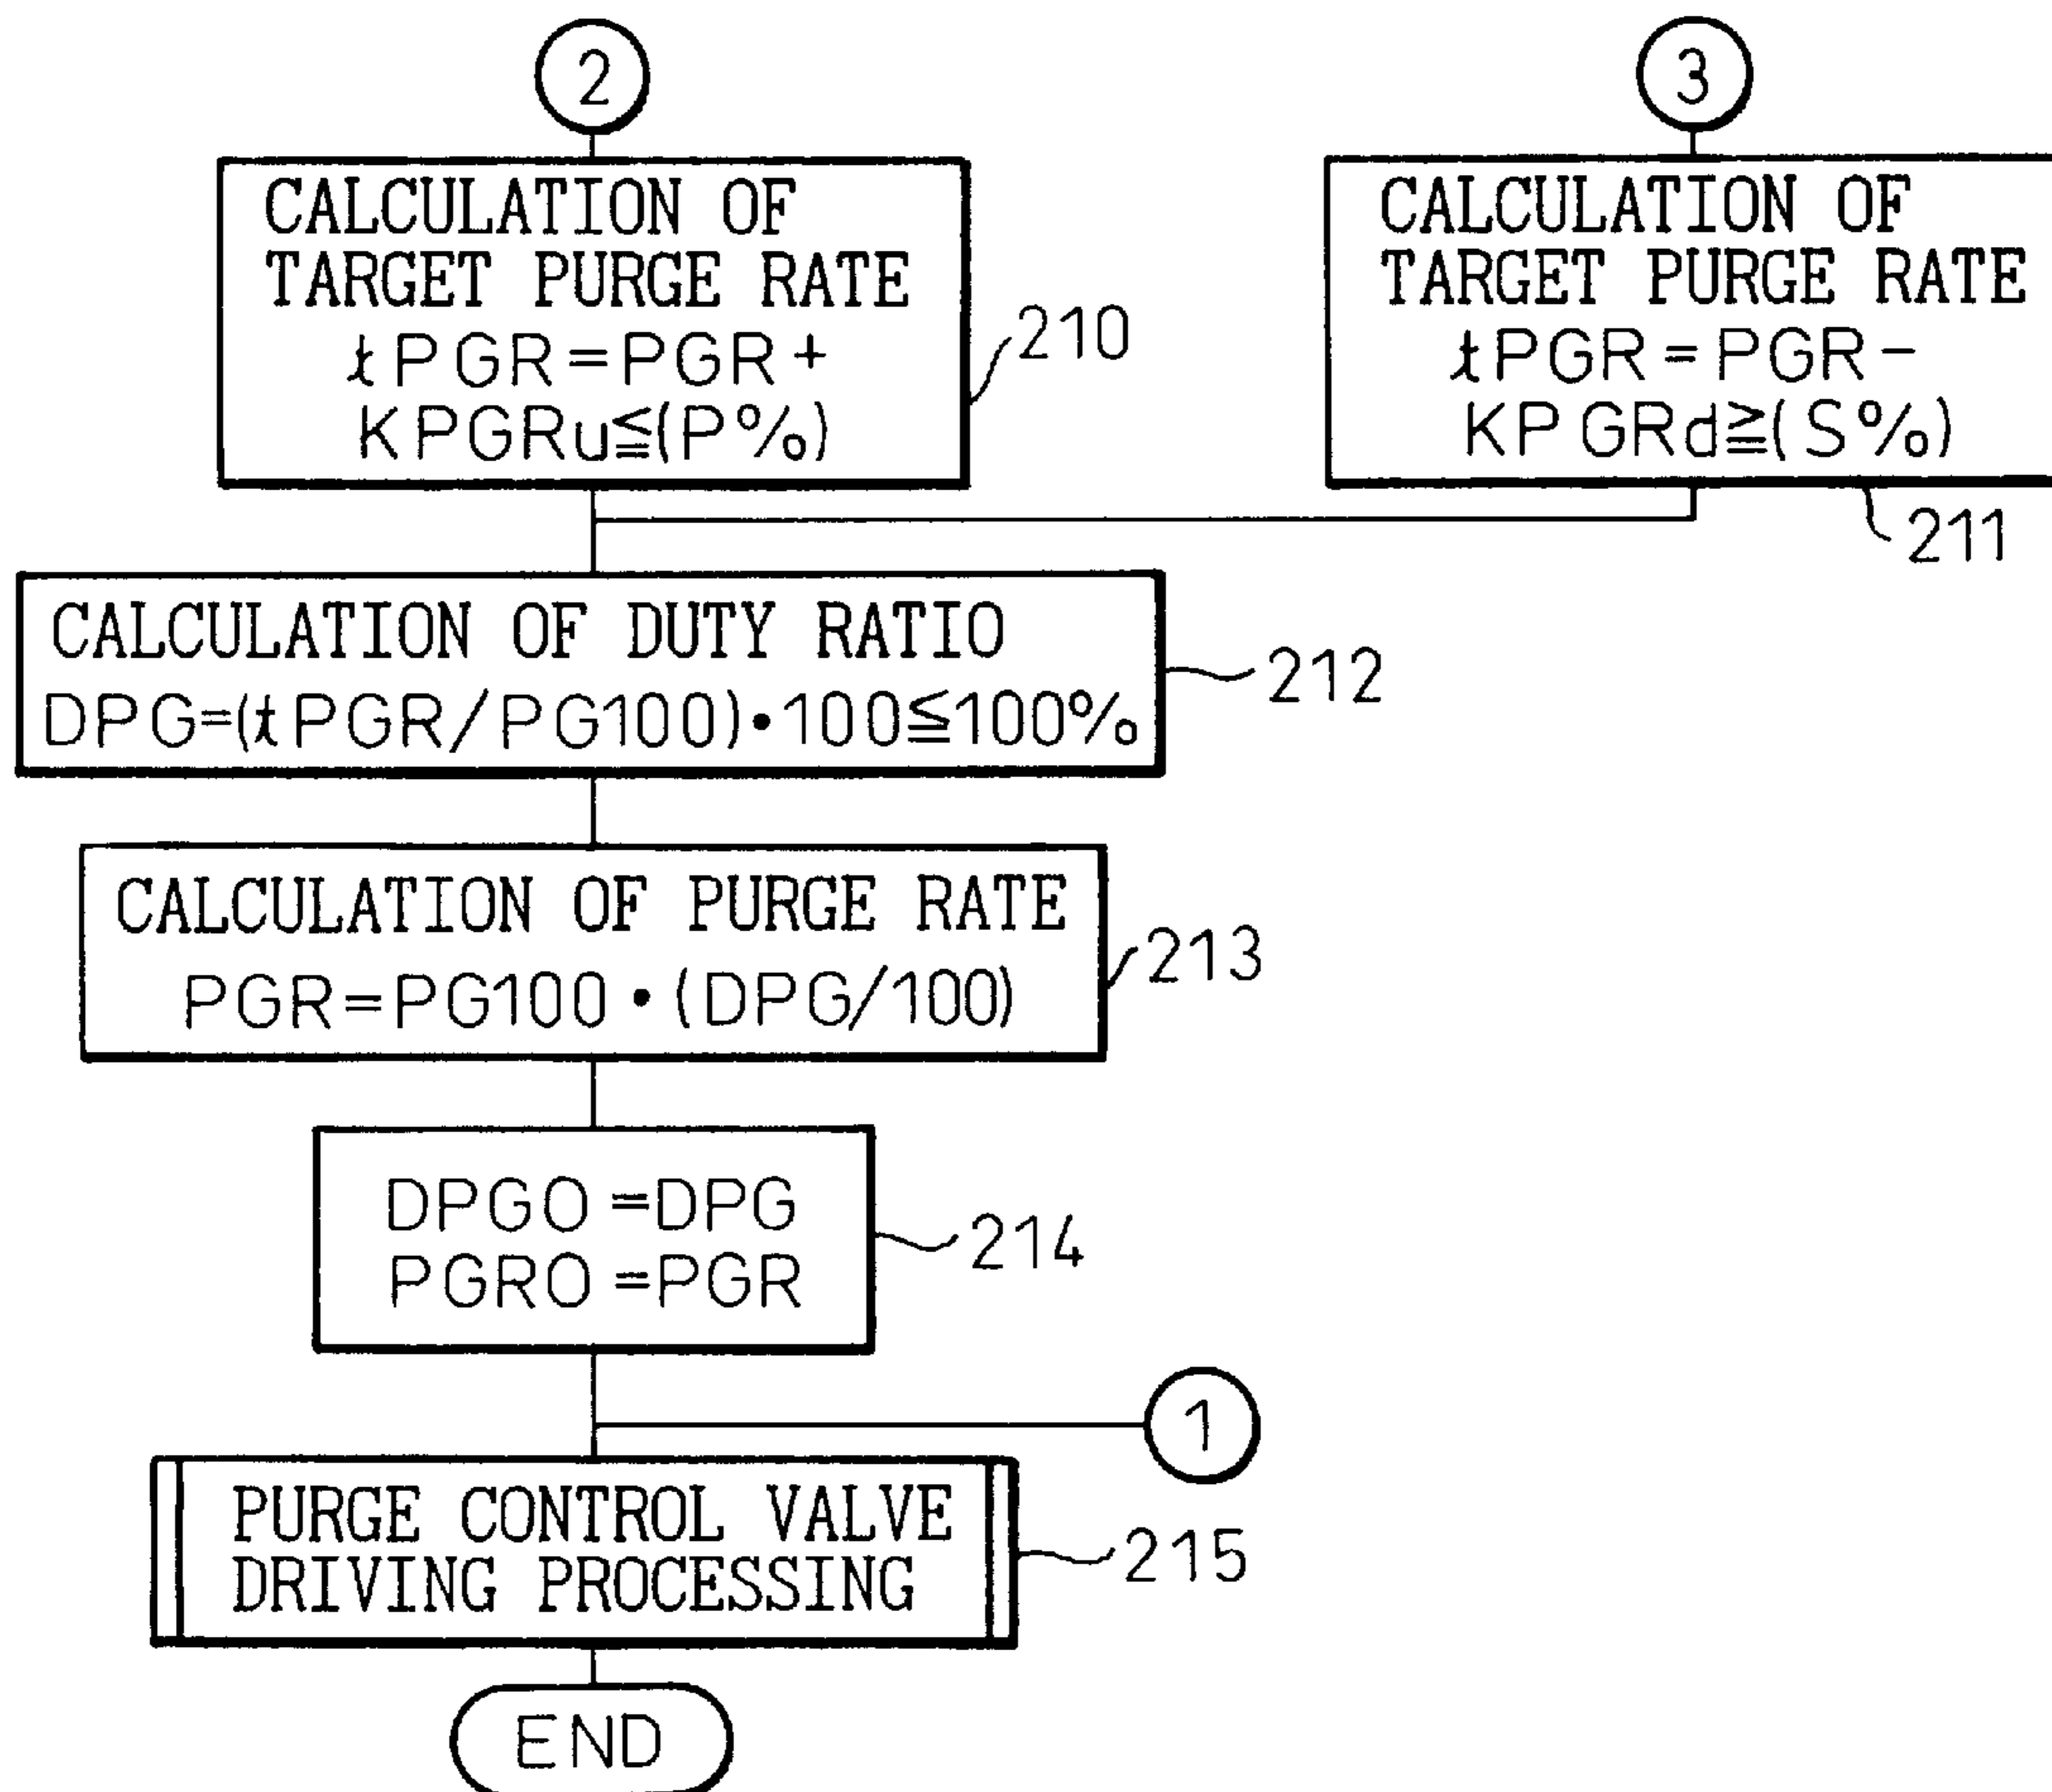 2
CALCULATION OF
TARGET PURGE RATE
tPGR=PGR+
KPGRu≦(P%)
210
3
CALCULATION OF
TARGET PURGE RATE
tPGR=PGR-
KPGRd≧(S%)
211
CALCULATION OF DUTY RATIO
DPG=(tPGR/PG100)•100≦100%
212
CALCULATION OF PURGE RATE
PGR=PG100•(DPG/100)
213
DPGO=DPG
PGRO=PGR
214
1
PURGE CONTROL VALVE
DRIVING PROCESSING
215
END